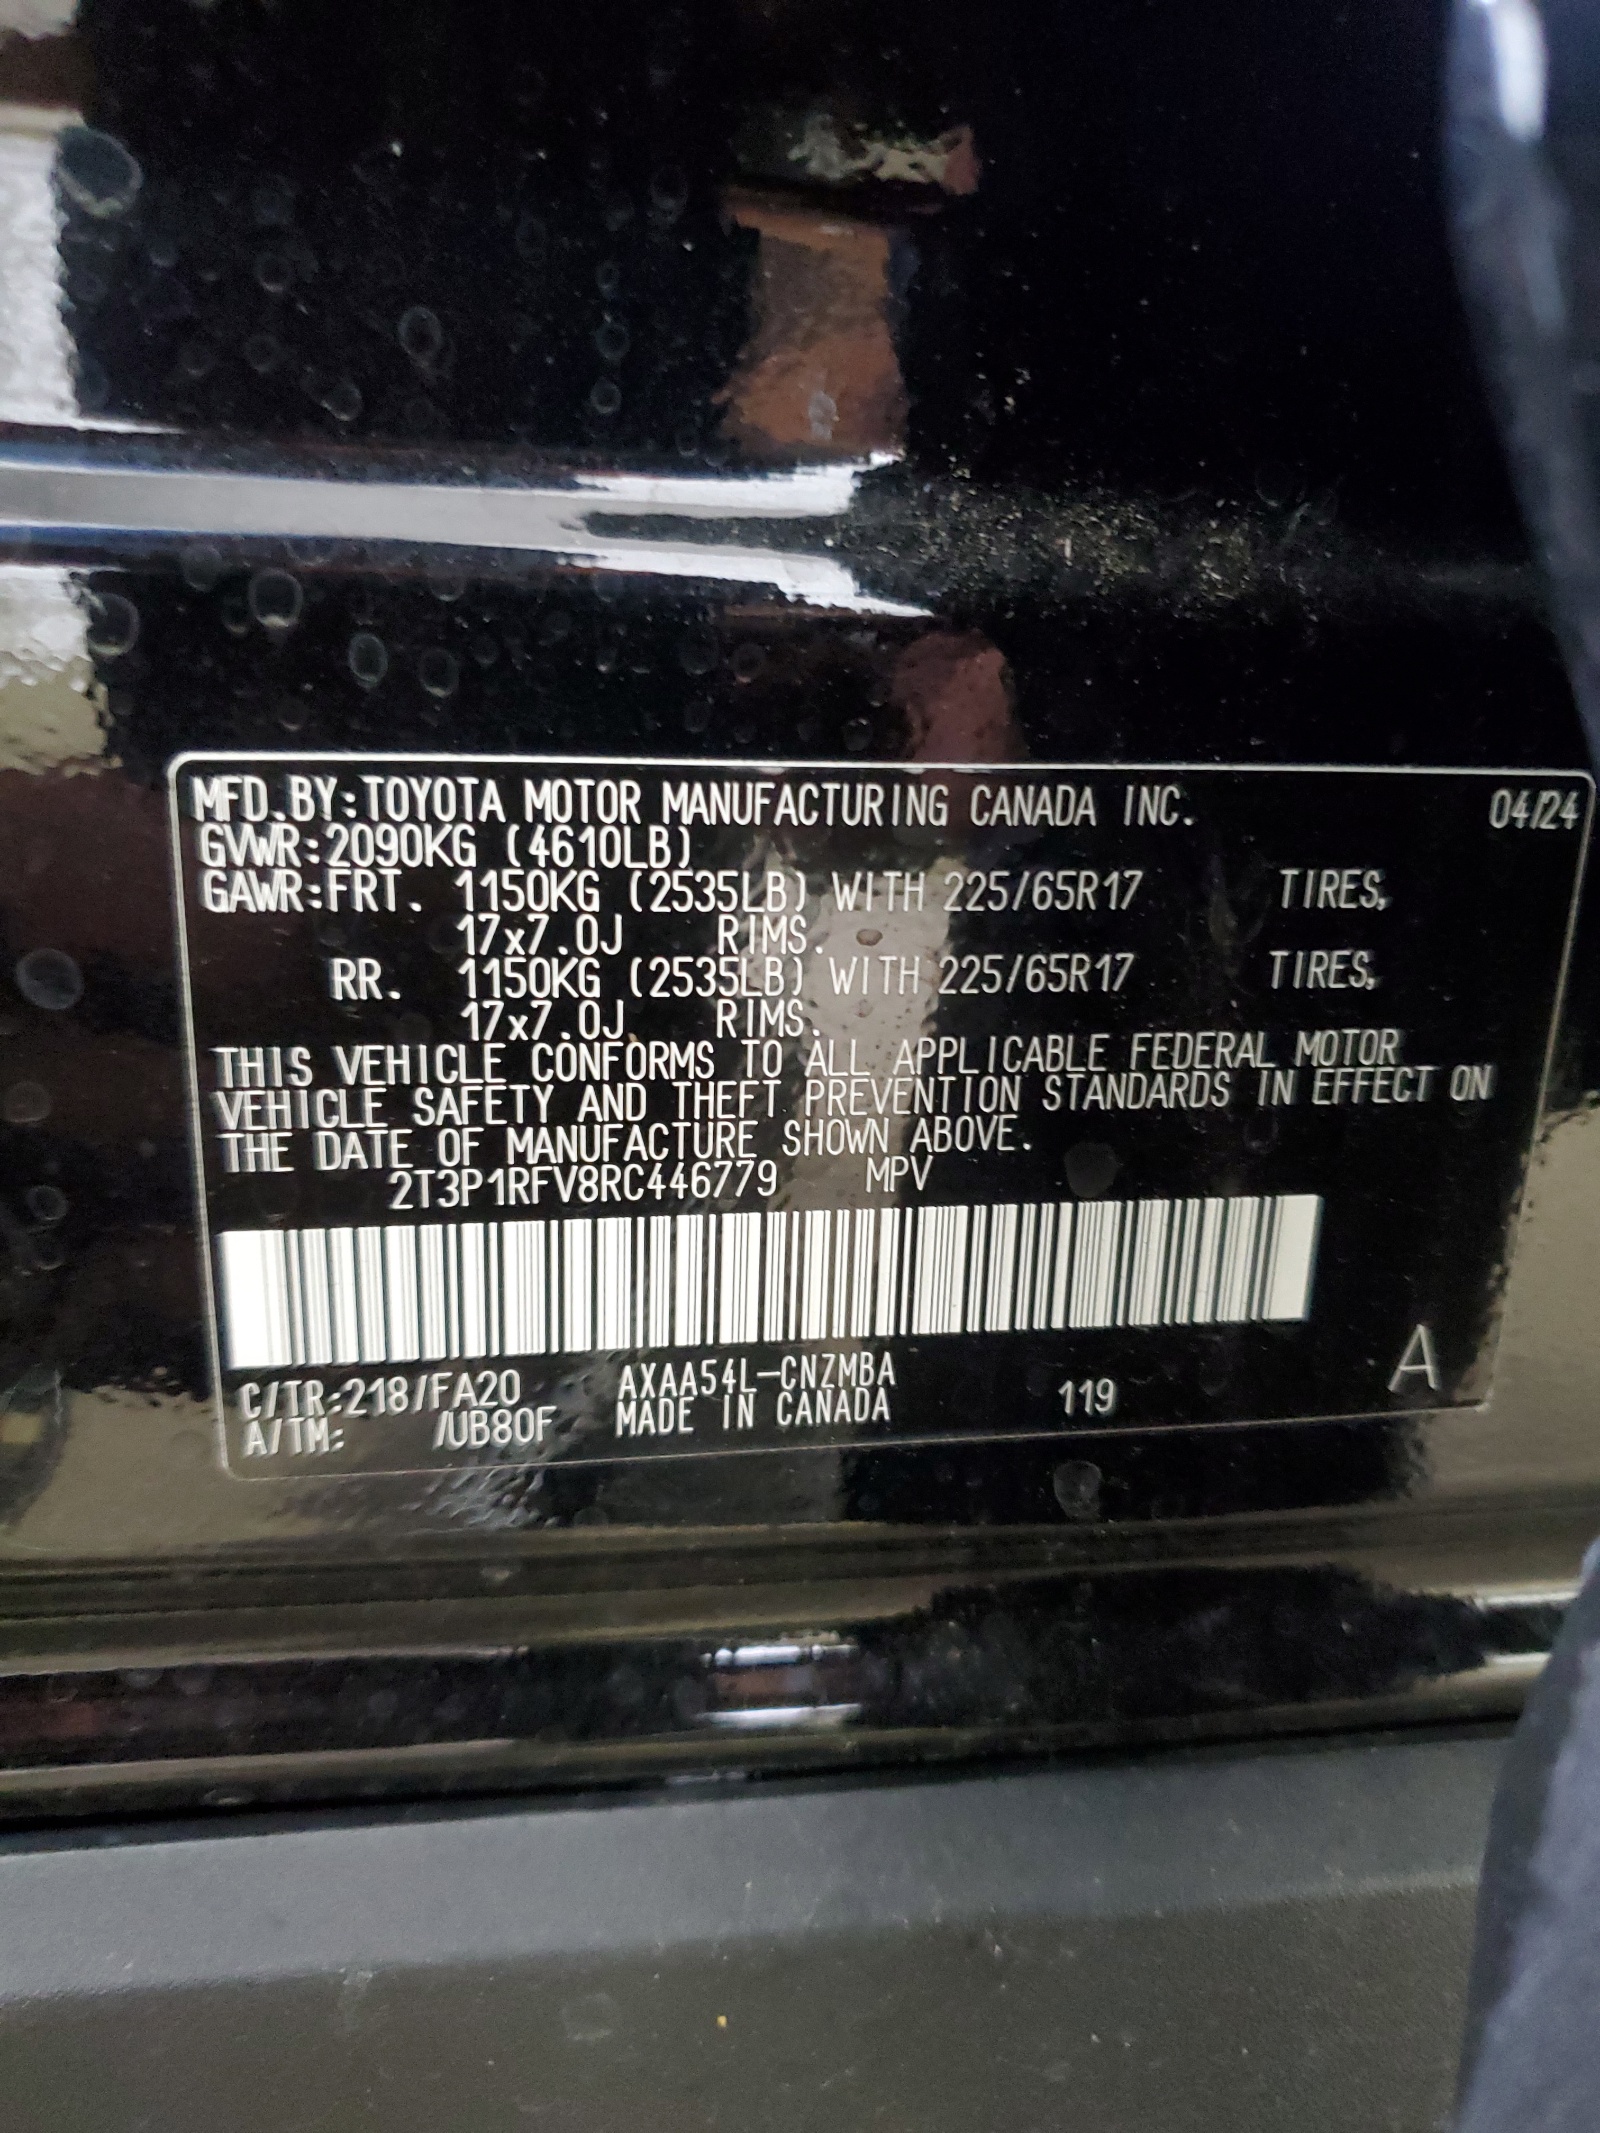 MFD.BY:TOYOTA MOTOR MANUFACTURING CANADA INC. 04/24
GVWR:2090KG (4610LB)
GAWR:FRT. 1150KG (2535LB) WITH 225/65R17 TIRES,
17x7.0J RIMS.
RR. 1150KG (2535LB) WITH 225/65R17 TIRES,
17x7.0J RIMS.
THIS VEHICLE CONFORMS TO ALL APPLICABLE FEDERAL MOTOR
VEHICLE SAFETY AND THEFT PREVENTION STANDARDS IN EFFECT ON
THE DATE OF MANUFACTURE SHOWN ABOVE.
2T3P1RFV8RC446779 MPV
C/TR:218/FA20 AXAA54L-CNZMBA 119 A
A/TM: /UB80F MADE IN CANADA